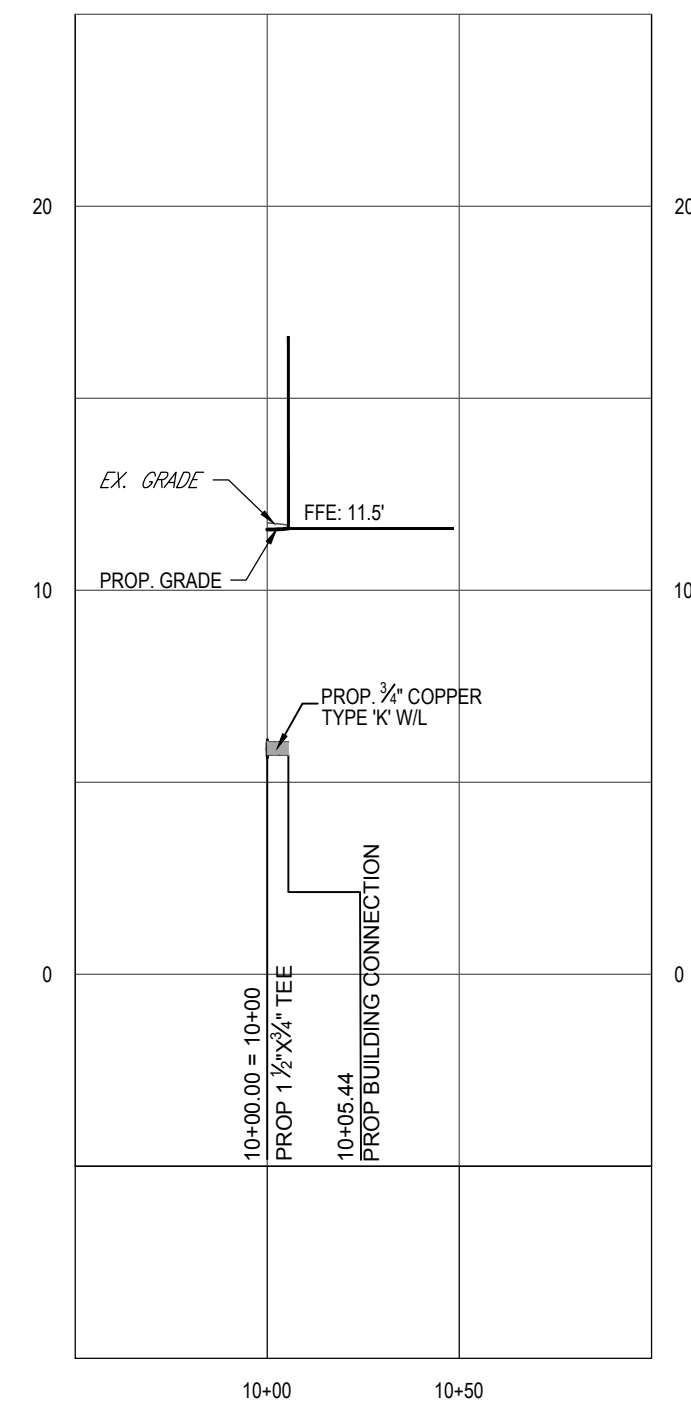 20
20
EX. GRADE
FFE: 11.5'
PROP. GRADE
10
10
PROP. 3/4" COPPER
TYPE 'K' W/L
0
0
10+00.00 = 10+00
PROP 1 1/2"X3/4" TEE
10+05.44
PROP BUILDING CONNECTION
10+00
10+50